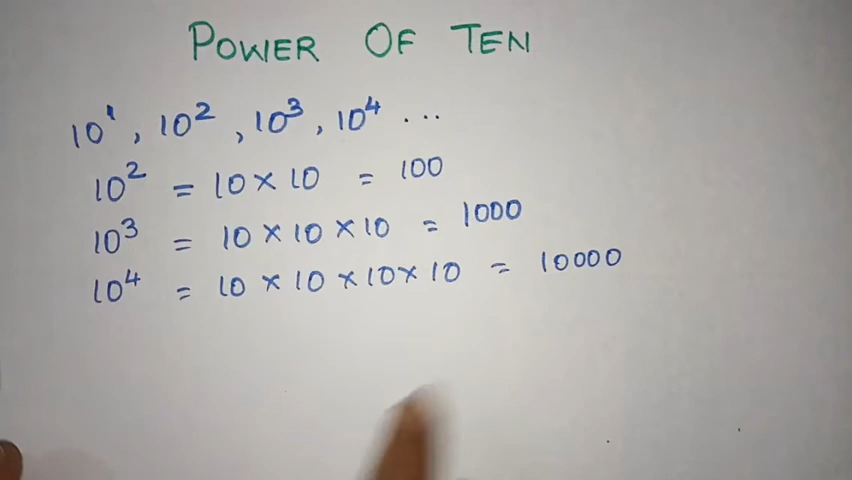 POWER OF TEN
10¹, 10², 10³, 10⁴ ...
10² = 10 × 10 = 100
10³ = 10 × 10 × 10 = 1000
10⁴ = 10 × 10 × 10 × 10 = 10000